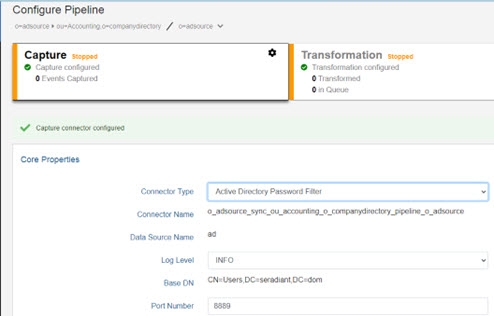 Configure Pipeline
o=adsource ▸ ou=Accounting,o=companydirectory / o=adsource
Capture Stopped
Capture configured
0 Events Captured
Transformation Stopped
Transformation configured
0 Transformed
0 in Queue
Capture connector configured
Core Properties
Connector Type Active Directory Password Filter
Connector Name o_adsource_sync_ou_accounting_o_companydirectory_pipeline_o_adsource
Data Source Name ad
Log Level INFO
Base DN CN=Users,DC=seradiant,DC=dom
Port Number 8889